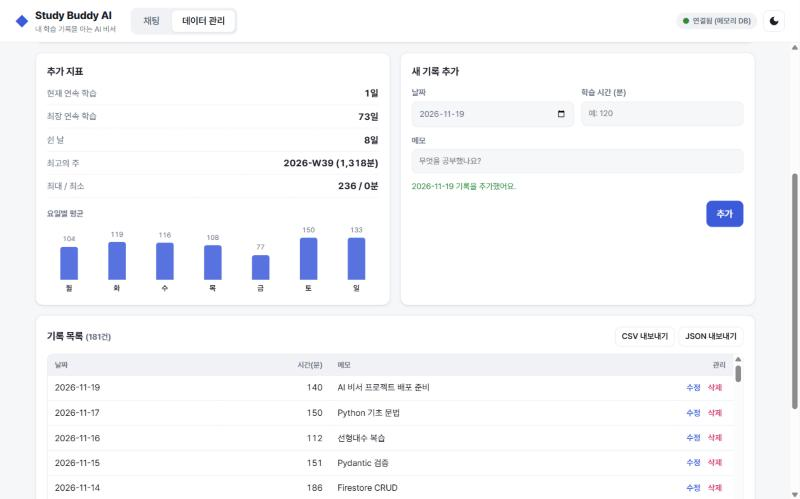 Study Buddy AI
내 학습 기록을 아는 AI 비서
채팅
데이터 관리
연결됨 (메모리 DB)
추가 지표
현재 연속 학습 1일
최장 연속 학습 73일
쉰 날 8일
최고의 주 2026-W39 (1,318분)
최대 / 최소 236 / 0분
요일별 평균
104 119 116 108 77 150 133
월 화 수 목 금 토 일
새 기록 추가
날짜 학습 시간 (분)
2026-11-19 예: 120
메모
무엇을 공부했나요?
2026-11-19 기록을 추가했어요.
추가
기록 목록 (181건)
CSV 내보내기 JSON 내보내기
날짜 시간(분) 메모 관리
2026-11-19 140 AI 비서 프로젝트 배포 준비 수정 삭제
2026-11-17 150 Python 기초 문법 수정 삭제
2026-11-16 112 선형대수 복습 수정 삭제
2026-11-15 151 Pydantic 검증 수정 삭제
2026-11-14 186 Firestore CRUD 수정 삭제